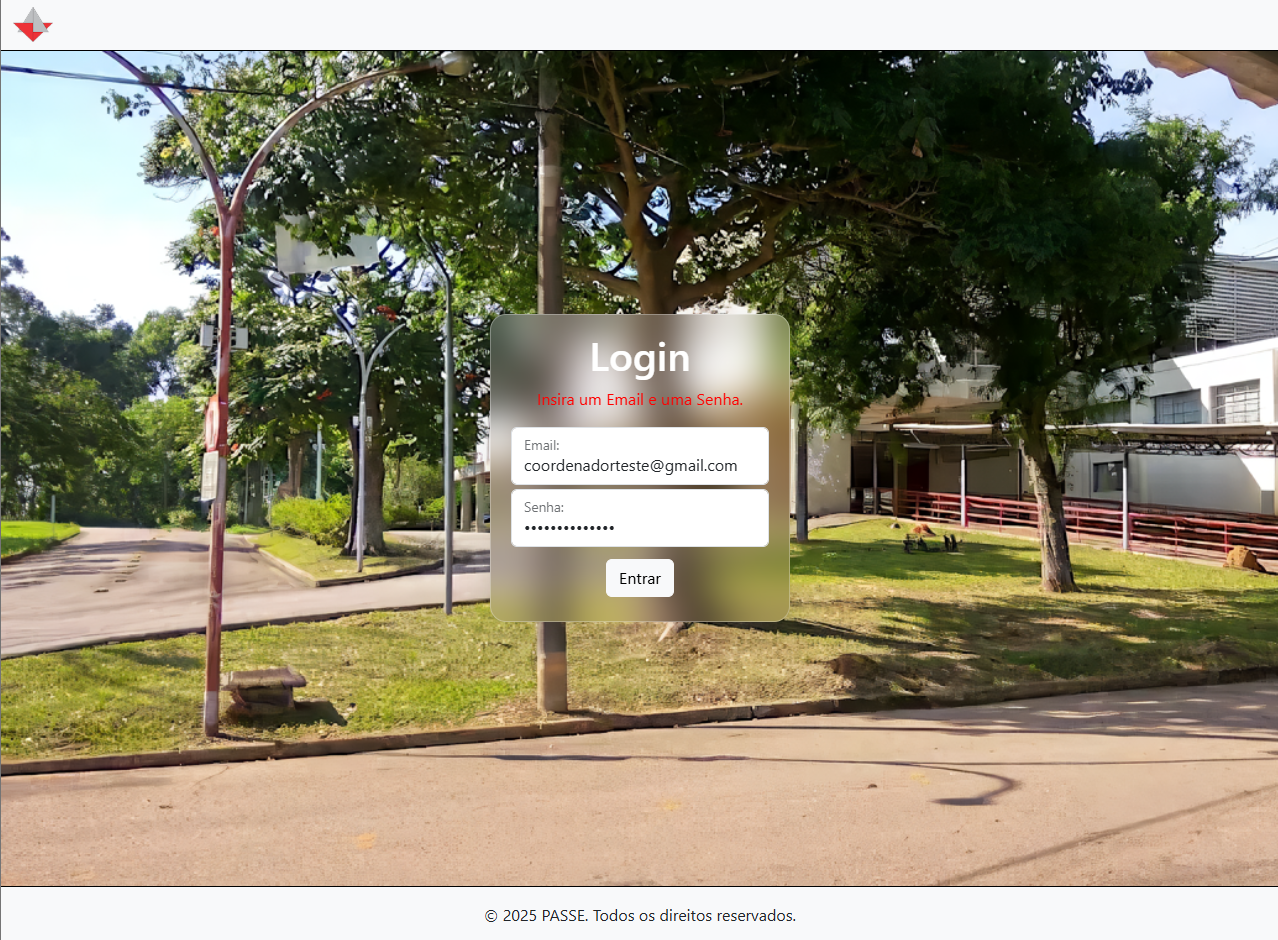 Login
Insira um Email e uma Senha.
Email:
coordenadorteste@gmail.com
Senha:
••••••••••••••
Entrar
© 2025 PASSE. Todos os direitos reservados.